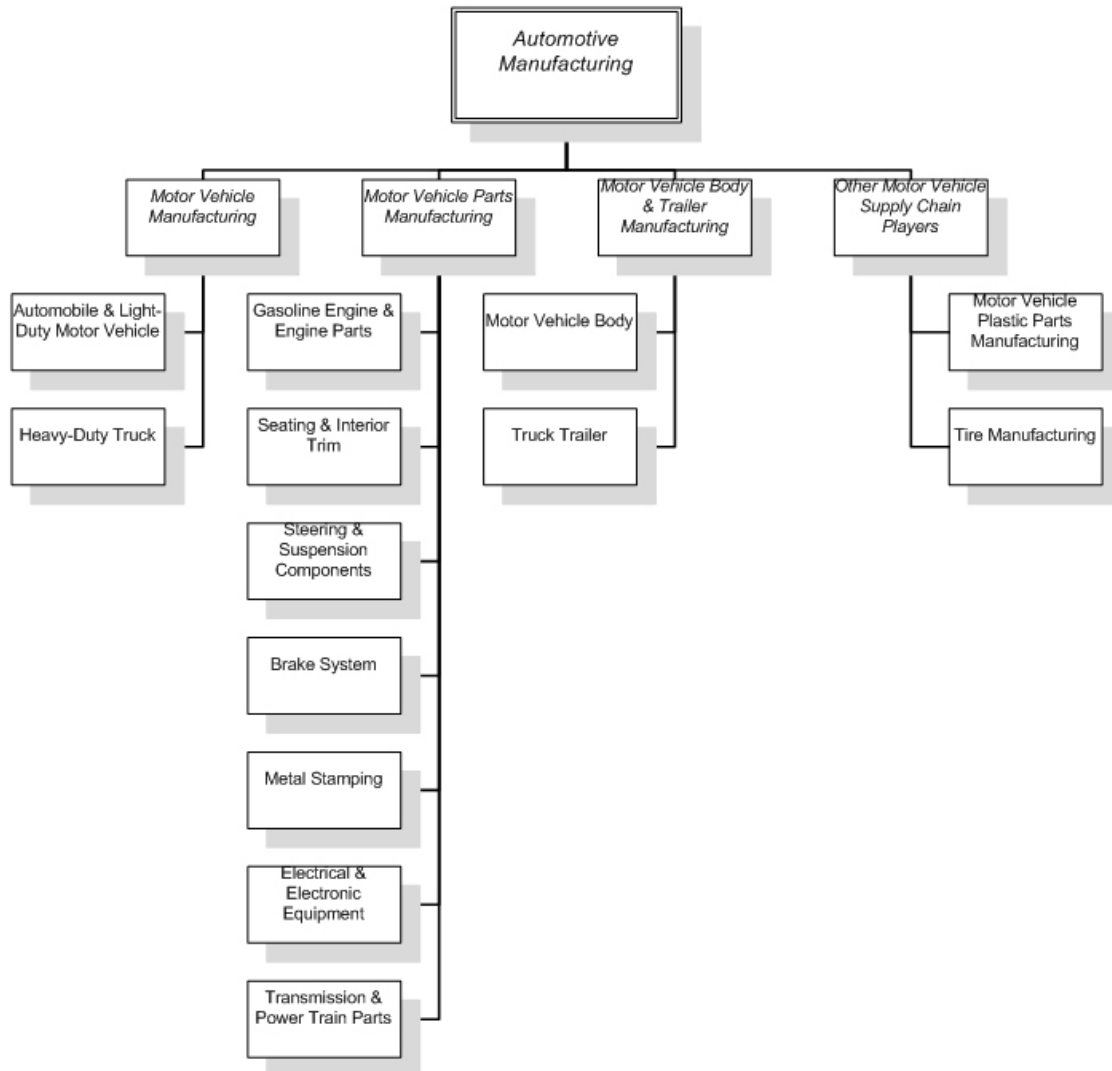 Automotive
Manufacturing
Motor Vehicle
Manufacturing
Motor Vehicle Parts
Manufacturing
Motor Vehicle Body
& Trailer
Manufacturing
Other Motor Vehicle
Supply Chain
Players
Automobile & Light-
Duty Motor Vehicle
Heavy-Duty Truck
Gasoline Engine &
Engine Parts
Seating & Interior
Trim
Steering &
Suspension
Components
Brake System
Metal Stamping
Electrical &
Electronic
Equipment
Transmission &
Power Train Parts
Motor Vehicle Body
Truck Trailer
Motor Vehicle
Plastic Parts
Manufacturing
Tire Manufacturing